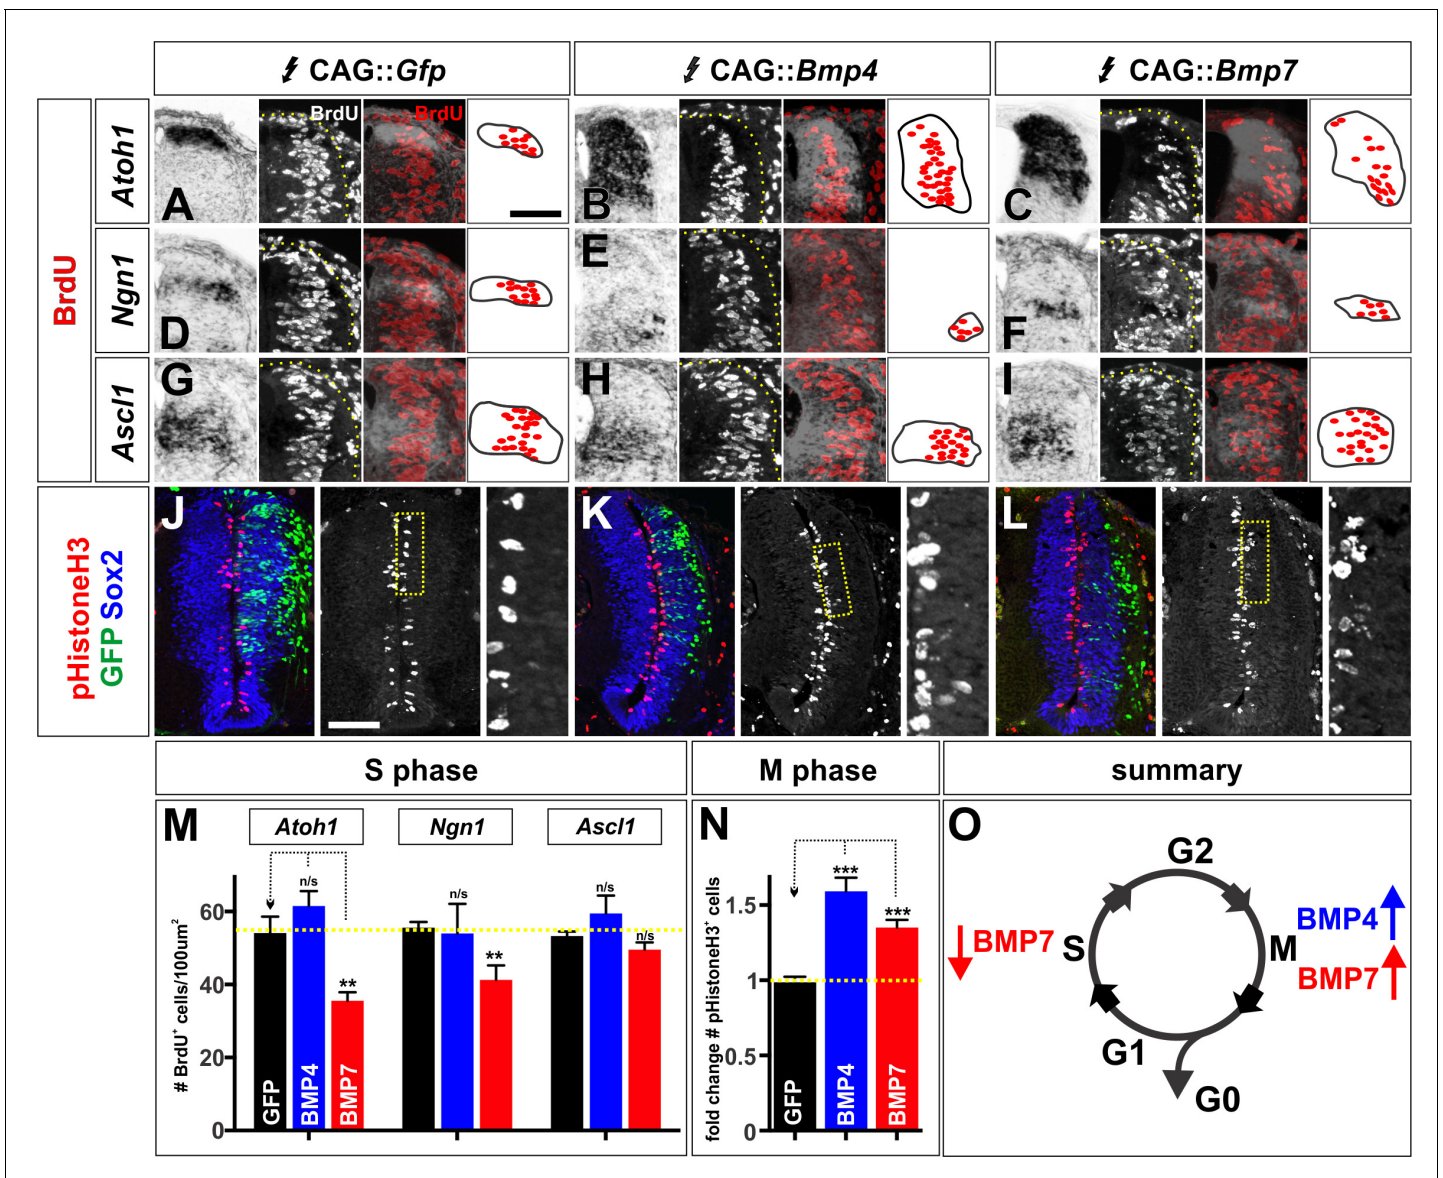 CAG::Gfp
CAG::Bmp4
CAG::Bmp7
BrdU
Atoh1
BrdU
BrdU
A
B
C
Ngn1
D
E
F
Ascl1
G
H
I
pHistoneH3
GFP Sox2
J
K
L
S phase
M phase
summary
M
Atoh1
Ngn1
Ascl1
# BrdU⁺ cells/100um²
60
40
20
0
n/s
**
n/s
**
n/s
n/s
GFP
BMP4
BMP7
N
fold change # pHistoneH3⁺ cells
1.5
1
0.5
0
***
***
GFP
BMP4
BMP7
O
G2
BMP4
BMP7
S
M
BMP7
G1
G0